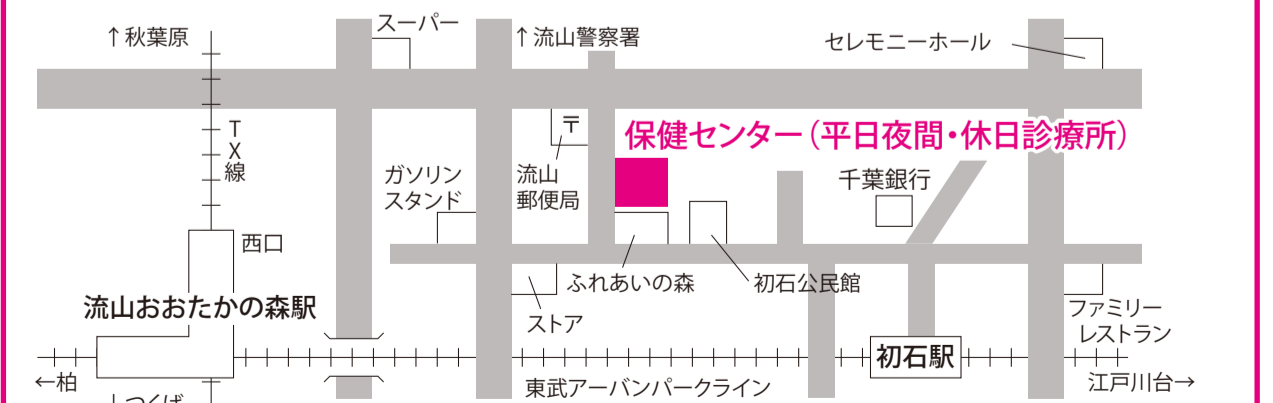 スーパー
↑秋葉原
↑流山警察署
セレモニーホール
TX線
〒
保健センター（平日夜間・休日診療所）
ガソリン
スタンド
流山
郵便局
千葉銀行
西口
ふれあいの森
初石公民館
流山おおたかの森駅
ストア
ファミリー
レストラン
初石駅
←柏
東武アーバンパークライン
江戸川台→
↓つくば